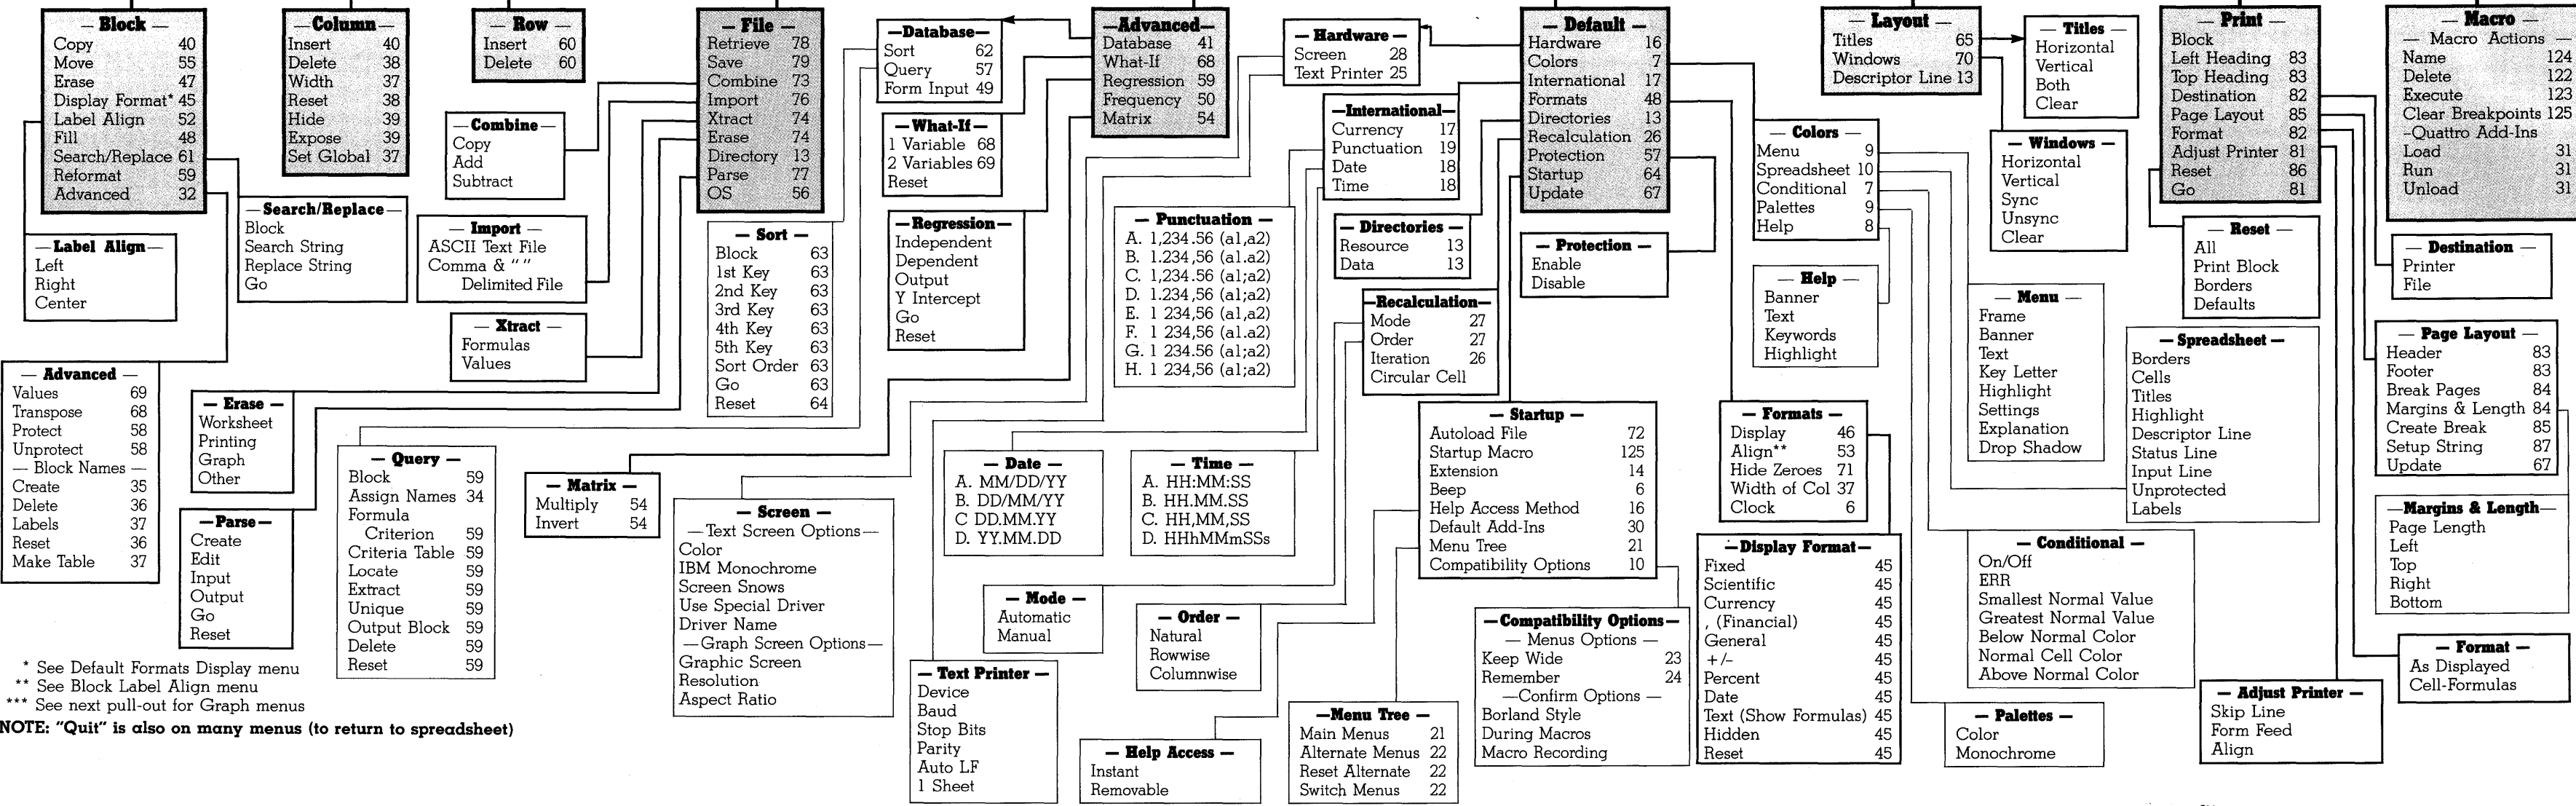 — Block —
Copy 40
Move 55
Erase 47
Display Format* 45
Label Align 52
Fill 48
Search/Replace 61
Reformat 59
Advanced 32
— Label Align —
Left
Right
Center
— Search/Replace —
Block
Search String
Replace String
Go
— Advanced —
Values 69
Transpose 68
Protect 58
Unprotect 58
— Block Names —
Create 35
Delete 36
Labels 37
Reset 36
Make Table 37
— Column —
Insert 40
Delete 38
Width 37
Reset 38
Hide 39
Expose 39
Set Global 37
— Row —
Insert 60
Delete 60
— File —
Retrieve 78
Save 79
Combine 73
Import 76
Xtract 74
Erase 74
Directory 13
Parse 77
OS 56
— Combine —
Copy
Add
Subtract
— Import —
ASCII Text File
Comma & " "
Delimited File
— Xtract —
Formulas
Values
— Erase —
Worksheet
Printing
Graph
Other
— Parse —
Create
Edit
Input
Output
Go
Reset
— Database —
Sort 62
Query 57
Form Input 49
— Sort —
Block 63
1st Key 63
2nd Key 63
3rd Key 63
4th Key 63
5th Key 63
Sort Order 63
Go 63
Reset 64
— Query —
Block 59
Assign Names 34
Formula
Criterion 59
Criteria Table 59
Locate 59
Extract 59
Unique 59
Output Block 59
Delete 59
Reset 59
— What-If —
1 Variable 68
2 Variables 69
Reset
— Regression —
Independent
Dependent
Output
Y Intercept
Go
Reset
— Matrix —
Multiply 54
Invert 54
— Advanced —
Database 41
What-If 68
Regression 59
Frequency 50
Matrix 54
— Hardware —
Screen 28
Text Printer 25
— Screen —
— Text Screen Options —
Color
IBM Monochrome
Screen Snows
Use Special Driver
Driver Name
— Graph Screen Options —
Graphic Screen
Resolution
Aspect Ratio
— Text Printer —
Device
Baud
Stop Bits
Parity
Auto LF
1 Sheet
— International —
Currency 17
Punctuation 19
Date 18
Time 18
— Punctuation —
A. 1,234.56 (a1,a2)
B. 1.234,56 (a1.a2)
C. 1,234.56 (a1;a2)
D. 1.234,56 (a1;a2)
E. 1 234,56 (a1.a2)
F. 1 234.56 (a1.a2)
G. 1 234.56 (a1;a2)
H. 1 234,56 (a1;a2)
— Date —
A. MM/DD/YY
B. DD/MM/YY
C DD.MM.YY
D. YY.MM.DD
— Time —
A. HH:MM:SS
B. HH.MM.SS
C. HH,MM,SS
D. HHhMMmSSs
— Directories —
Resource 13
Data 13
— Recalculation —
Mode 27
Order 27
Iteration 26
Circular Cell
— Mode —
Automatic
Manual
— Order —
Natural
Rowwise
Columnwise
— Default —
Hardware 16
Colors 7
International 17
Formats 48
Directories 13
Recalculation 26
Protection 57
Startup 64
Update 67
— Protection —
Enable
Disable
— Startup —
Autoload File 72
Startup Macro 125
Extension 14
Beep 6
Help Access Method 16
Default Add-Ins 30
Menu Tree 21
Compatibility Options 10
— Help Access —
Instant
Removable
— Menu Tree —
Main Menus 21
Alternate Menus 22
Reset Alternate 22
Switch Menus 22
— Compatibility Options —
— Menus Option —
Keep Wide 23
Remember 24
— Confirm Options —
Borland Style
During Macros
Macro Recording
— Formats —
Display 46
Align** 53
Hide Zeroes 71
Width of Col 37
Clock 6
— Display Format —
Fixed 45
Scientific 45
Currency 45
, (Financial) 45
General 45
+/- 45
Percent 45
Date 45
Text (Show Formulas) 45
Hidden 45
Reset 45
— Colors —
Menu 9
Spreadsheet 10
Conditional 7
Palettes 9
Help 8
— Help —
Banner
Text
Keywords
Highlight
— Menu —
Frame
Banner
Text
Key Letter
Highlight
Settings
Explanation
Drop Shadow
— Spreadsheet —
Borders
Cells
Titles
Highlight
Descriptor Line
Status Line
Input Line
Unprotected
Labels
— Conditional —
On/Off
ERR
Smallest Normal Value
Greatest Normal Value
Below Normal Color
Normal Cell Color
Above Normal Color
— Palettes —
Color
Monochrome
— Layout —
Titles 65
Windows 70
Descriptor Line 13
— Titles —
Horizontal
Vertical
Both
Clear
— Windows —
Horizontal
Vertical
Sync
Unsync
Clear
— Print —
Block
Left Heading 83
Top Heading 83
Destination 82
Page Layout 85
Format 82
Adjust Printer 81
Reset 86
Go 81
— Reset —
All
Print Block
Borders
Defaults
— Destination —
Printer
File
— Page Layout —
Header 83
Footer 83
Break Pages 84
Margins & Length 84
Create Break 85
Setup String 87
Update 67
— Margins & Length —
Page Length
Left
Top
Right
Bottom
— Format —
As Displayed
Cell-Formulas
— Adjust Printer —
Skip Line
Form Feed
Align
— Macro —
— Macro Actions —
Name 124
Delete 122
Execute 123
Clear Breakpoints 125
-Quattro Add-Ins
Load 31
Run 31
Unload 31
* See Default Formats Display menu
** See Block Label Align menu
*** See next pull-out for Graph menus
NOTE: "Quit" is also on many menus (to return to spreadsheet)